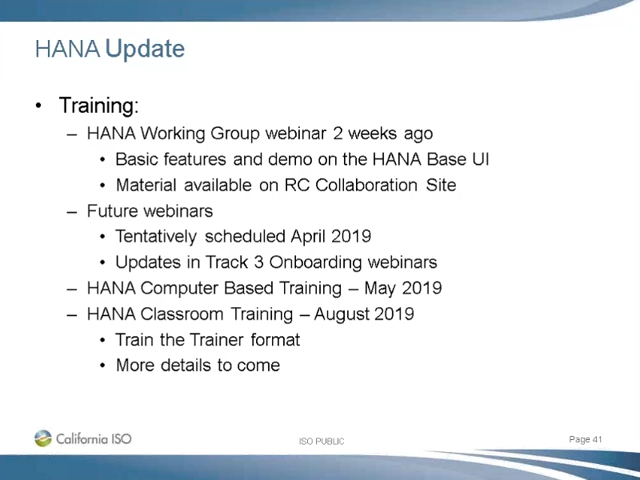 HANA Update
• Training:
– HANA Working Group webinar 2 weeks ago
• Basic features and demo on the HANA Base UI
• Material available on RC Collaboration Site
– Future webinars
• Tentatively scheduled April 2019
• Updates in Track 3 Onboarding webinars
– HANA Computer Based Training – May 2019
– HANA Classroom Training – August 2019
• Train the Trainer format
• More details to come
California ISO
ISO PUBLIC
Page 41